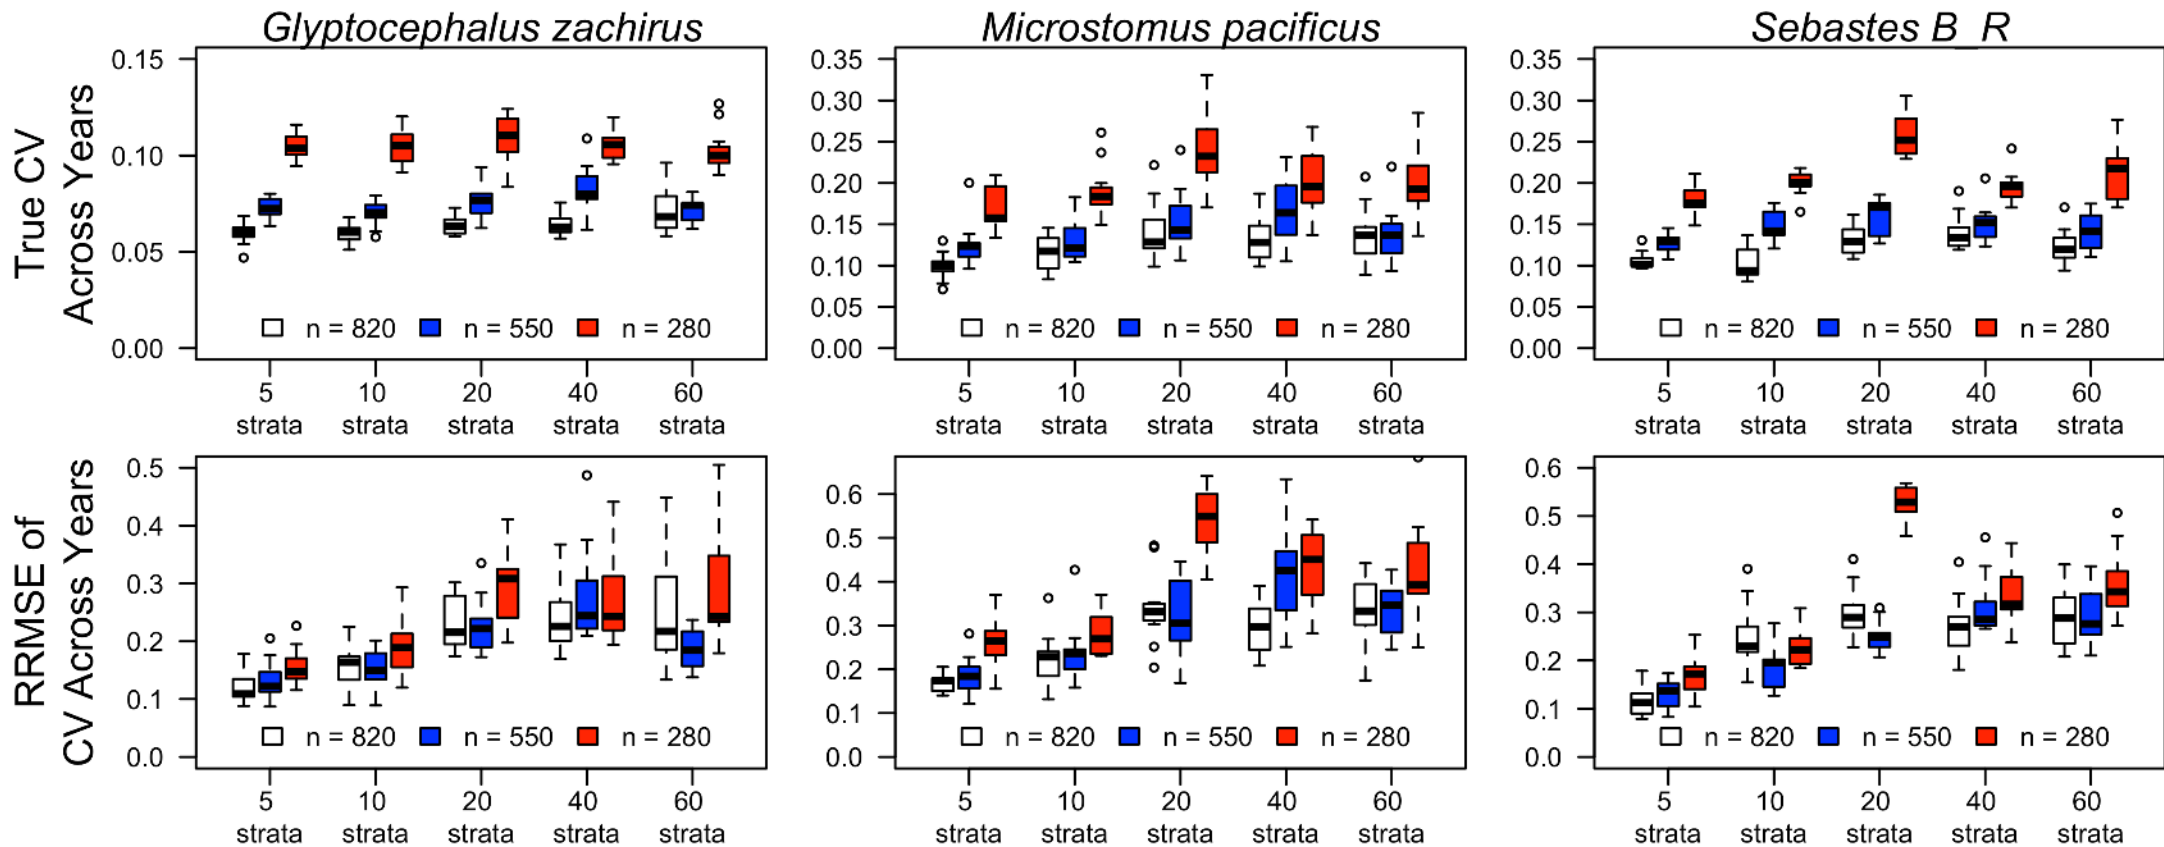 Glyptocephalus zachirus Microstomus pacificus Sebastes B_R
True CV
Across Years
0.15
0.10
0.05
0.00
n = 820 n = 550 n = 280
5 10 20 40 60
strata strata strata strata strata
0.35
0.30
0.25
0.20
0.15
0.10
0.05
0.00
n = 820 n = 550 n = 280
5 10 20 40 60
strata strata strata strata strata
0.35
0.30
0.25
0.20
0.15
0.10
0.05
0.00
n = 820 n = 550 n = 280
5 10 20 40 60
strata strata strata strata strata
RRMSE of
CV Across Years
0.5
0.4
0.3
0.2
0.1
0.0
n = 820 n = 550 n = 280
5 10 20 40 60
strata strata strata strata strata
0.6
0.5
0.4
0.3
0.2
0.1
0.0
n = 820 n = 550 n = 280
5 10 20 40 60
strata strata strata strata strata
0.6
0.5
0.4
0.3
0.2
0.1
0.0
n = 820 n = 550 n = 280
5 10 20 40 60
strata strata strata strata strata